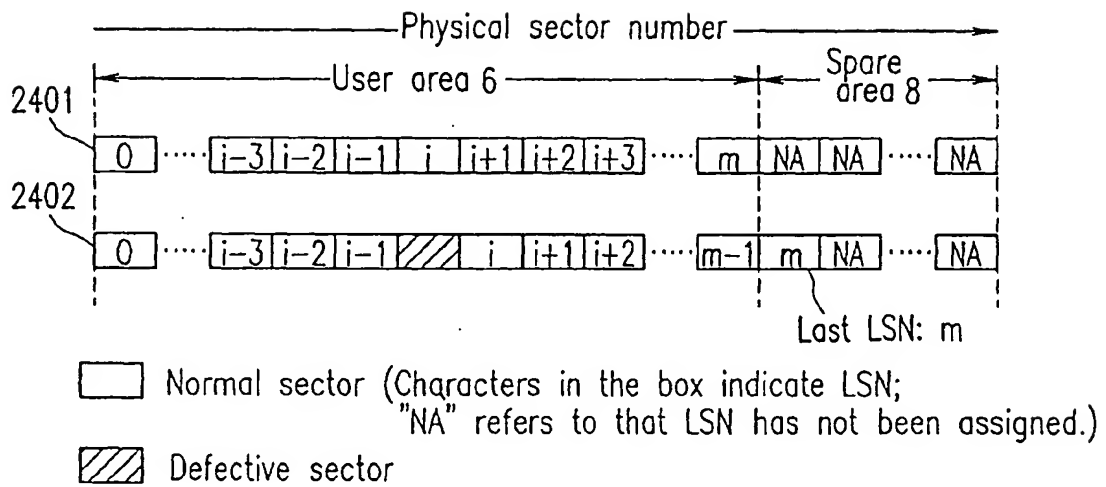 Physical sector number
User area 6
Spare area 8
2401
0 ..... i-3 i-2 i-1 i i+1 i+2 i+3 ..... m NA NA ..... NA
2402
0 ..... i-3 i-2 i-1 i i+1 i+2 ..... m-1 m NA ..... NA
Last LSN: m
Normal sector (Characters in the box indicate LSN;
"NA" refers to that LSN has not been assigned.)
Defective sector